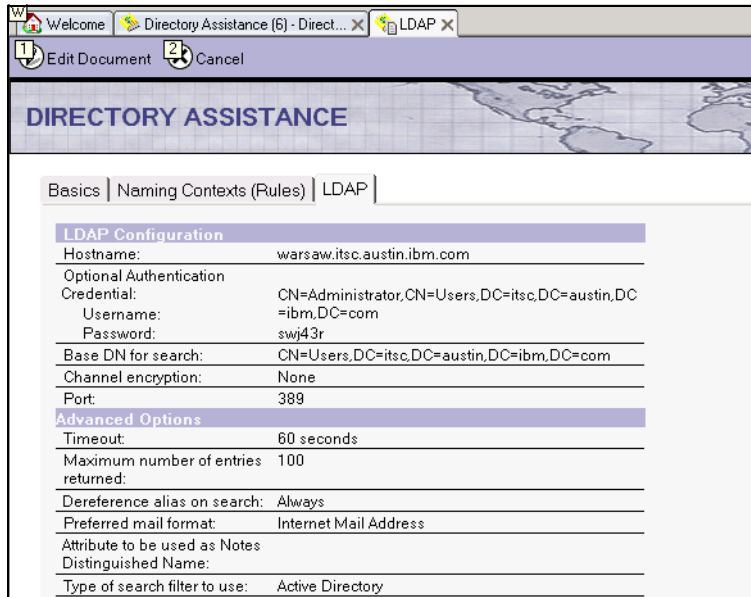 W
Welcome
Directory Assistance (6) - Direct...
LDAP
1
Edit Document
2
Cancel
DIRECTORY ASSISTANCE
Basics
Naming Contexts (Rules)
LDAP
LDAP Configuration
Hostname: warsaw.itsc.austin.ibm.com
Optional Authentication
Credential: CN=Administrator,CN=Users,DC=itsc,DC=austin,DC
Username: =ibm,DC=com
Password: swj43r
Base DN for search: CN=Users,DC=itsc,DC=austin,DC=ibm,DC=com
Channel encryption: None
Port: 389
Advanced Options
Timeout: 60 seconds
Maximum number of entries 100
returned:
Dereference alias on search: Always
Preferred mail format: Internet Mail Address
Attribute to be used as Notes
Distinguished Name:
Type of search filter to use: Active Directory